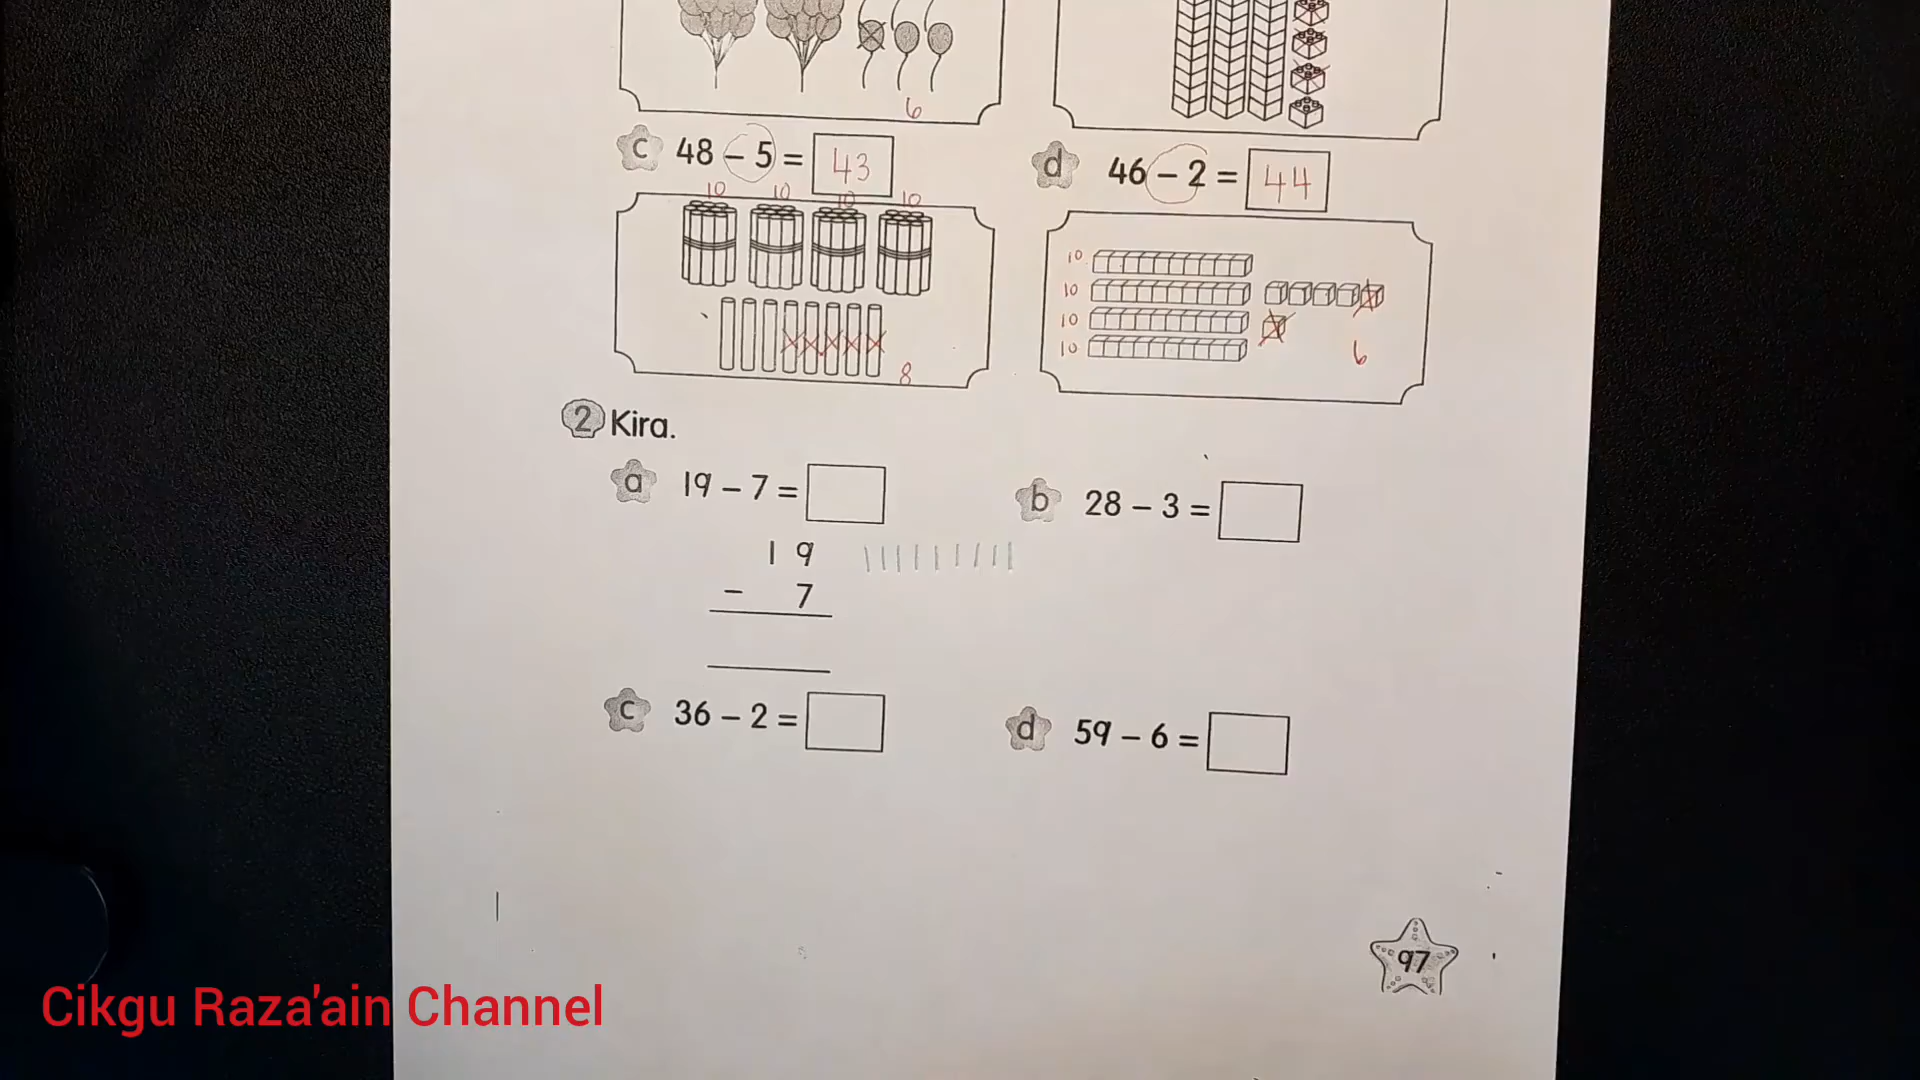 6
c 48 – 5 = 43
d 46 – 2 = 44
10 10 10 10
10
10
10
10
6
8
2 Kira.
a 19 – 7 =
b 28 – 3 =
1 9
– 7
c 36 – 2 =
d 59 – 6 =
97
Cikgu Raza'ain Channel